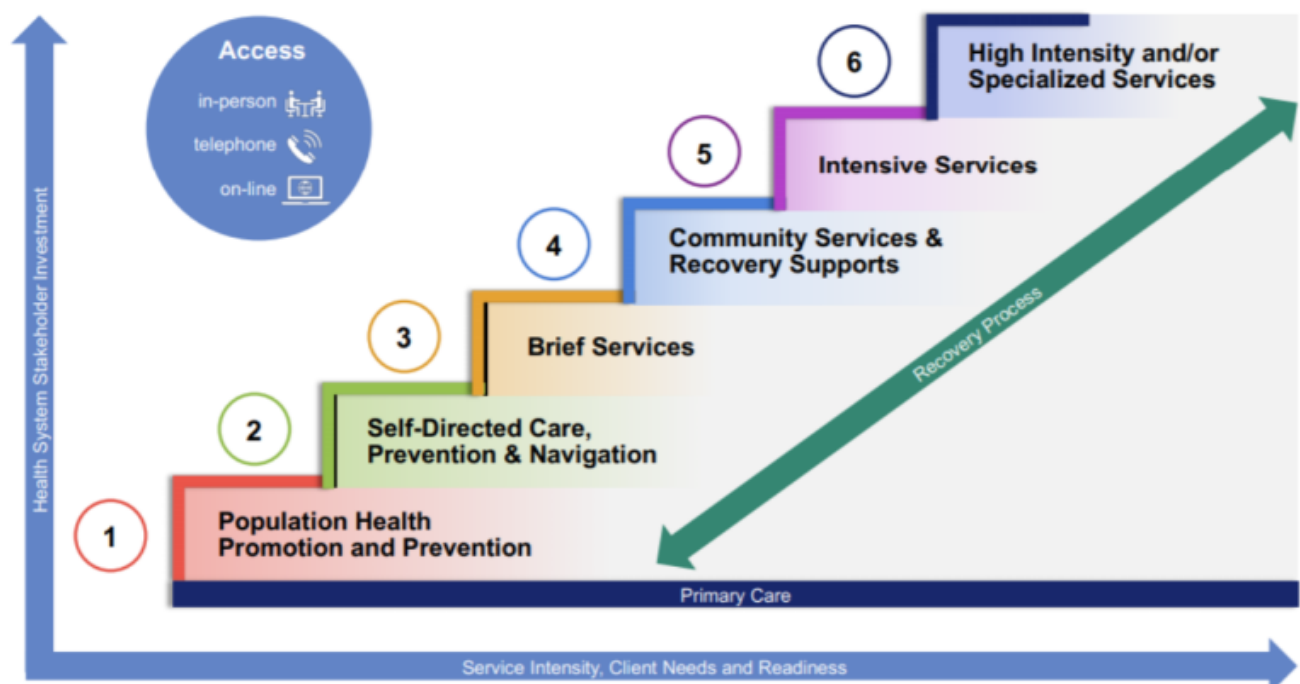 Access
in-person
telephone
on-line
Health System Stakeholder Investment
6
High Intensity and/or
Specialized Services
5
Intensive Services
4
Community Services &
Recovery Supports
3
Brief Services
2
Self-Directed Care,
Prevention & Navigation
1
Population Health
Promotion and Prevention
Recovery Process
Primary Care
Service Intensity, Client Needs and Readiness